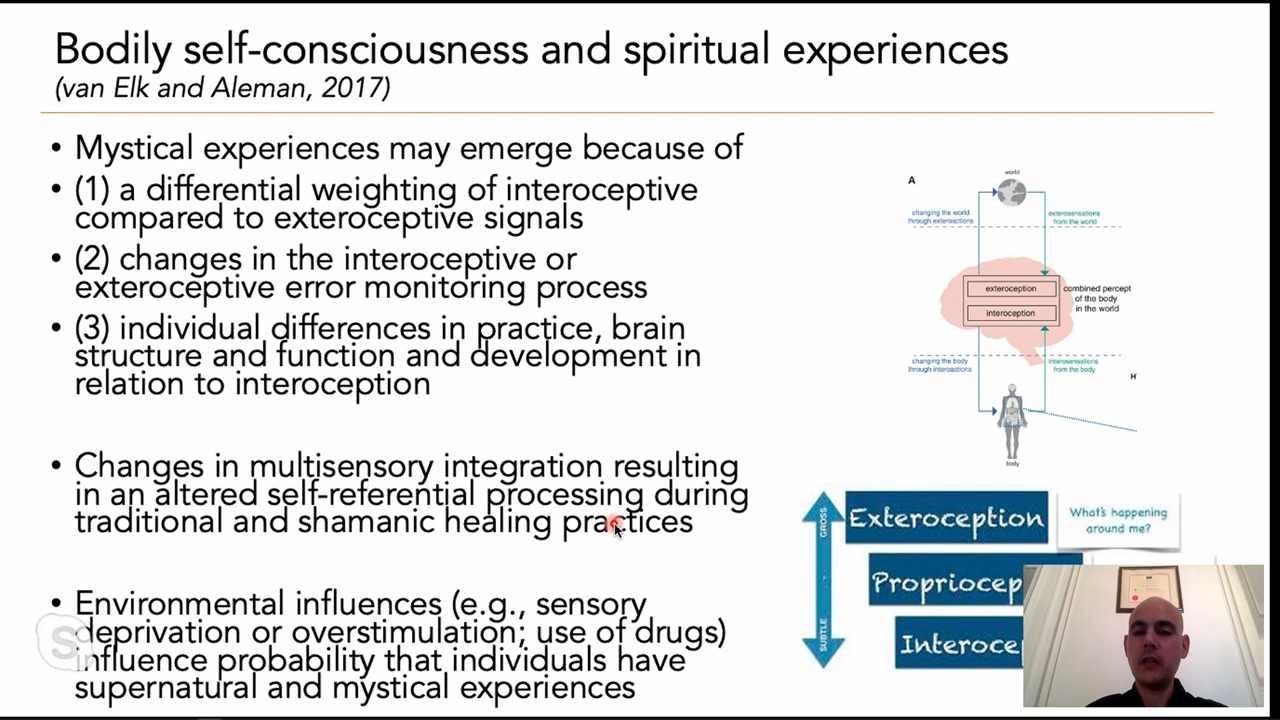 Bodily self-consciousness and spiritual experiences
(van Elk and Aleman, 2017)
• Mystical experiences may emerge because of
• (1) a differential weighting of interoceptive
compared to exteroceptive signals
• (2) changes in the interoceptive or
exteroceptive error monitoring process
• (3) individual differences in practice, brain
structure and function and development in
relation to interoception
• Changes in multisensory integration resulting
in an altered self-referential processing during
traditional and shamanic healing practices
• Environmental influences (e.g., sensory
deprivation or overstimulation; use of drugs)
influence probability that individuals have
supernatural and mystical experiences
A
world
changing the world
through exteroactions
exterosensations
from the world
exteroception
interoception
combined percept
of the body
in the world
changing the body
through interoactions
interosensations
from the body
H
body
GROSS
SUBTLE
Exteroception
What's happening
around me?
Propriocep
Interoce
S